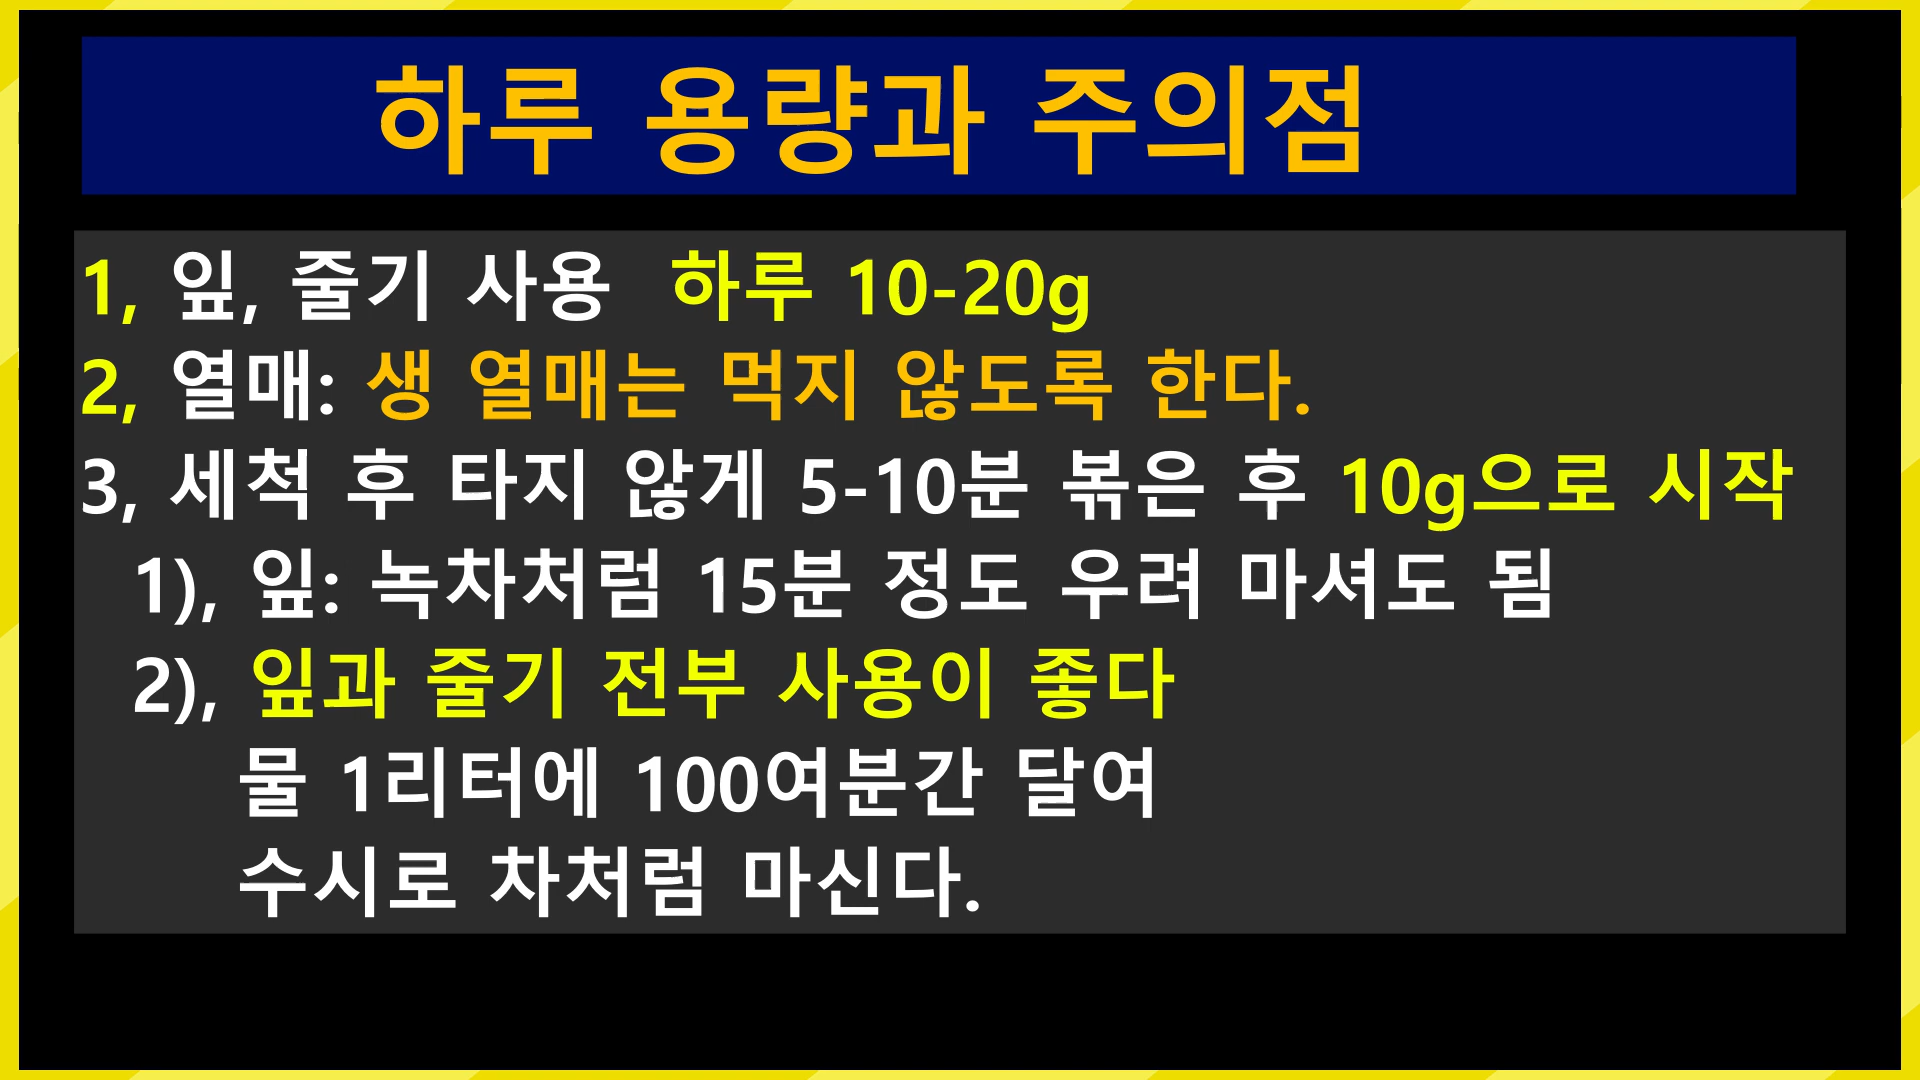 하루 용량과 주의점
1, 잎, 줄기 사용 하루 10-20g
2, 열매: 생 열매는 먹지 않도록 한다.
3, 세척 후 타지 않게 5-10분 볶은 후 10g으로 시작
1), 잎: 녹차처럼 15분 정도 우려 마셔도 됨
2), 잎과 줄기 전부 사용이 좋다
물 1리터에 100여분간 달여
수시로 차처럼 마신다.